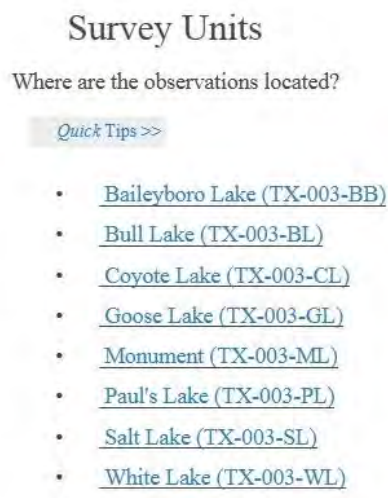 Survey Units
Where are the observations located?
Quick Tips >>
• Baileyboro Lake (TX-003-BB)
• Bull Lake (TX-003-BL)
• Coyote Lake (TX-003-CL)
• Goose Lake (TX-003-GL)
• Monument (TX-003-ML)
• Paul's Lake (TX-003-PL)
• Salt Lake (TX-003-SL)
• White Lake (TX-003-WL)